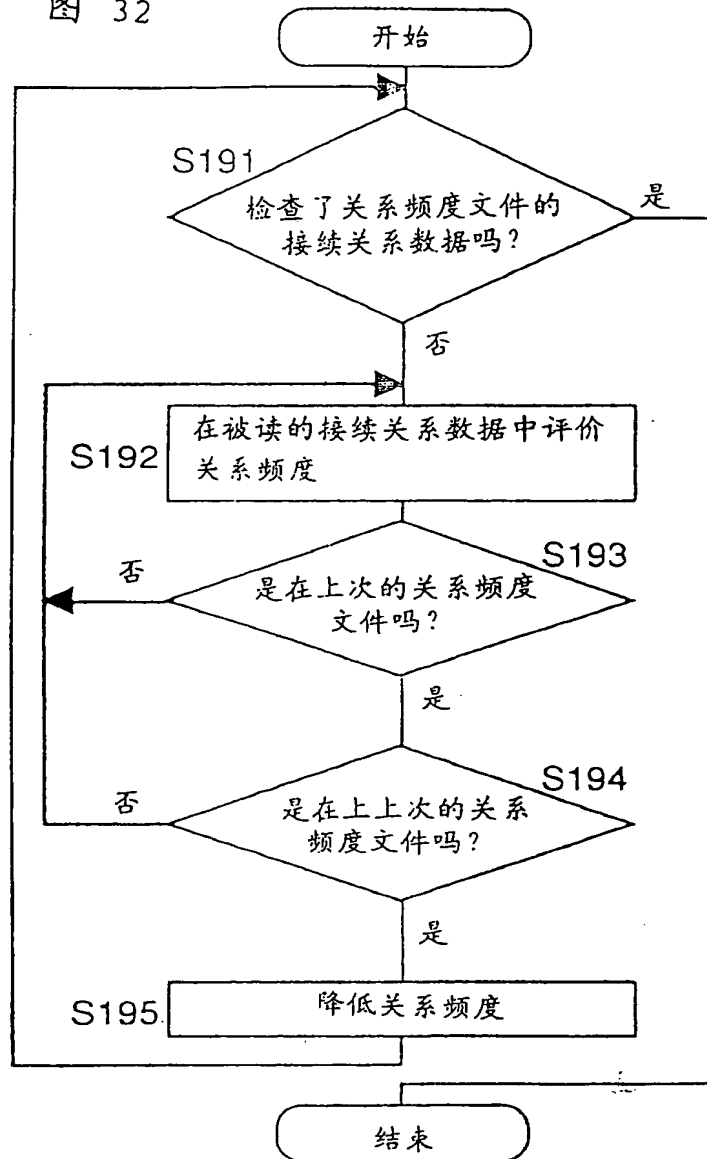 图 32
开始
S191
检查了关系频度文件的
接续关系数据吗?
是
否
S192
在被读的接续关系数据中评价
关系频度
S193
否
是在上次的关系频度
文件吗?
是
S194
否
是在上上次的关系
频度文件吗?
是
S195
降低关系频度
结束